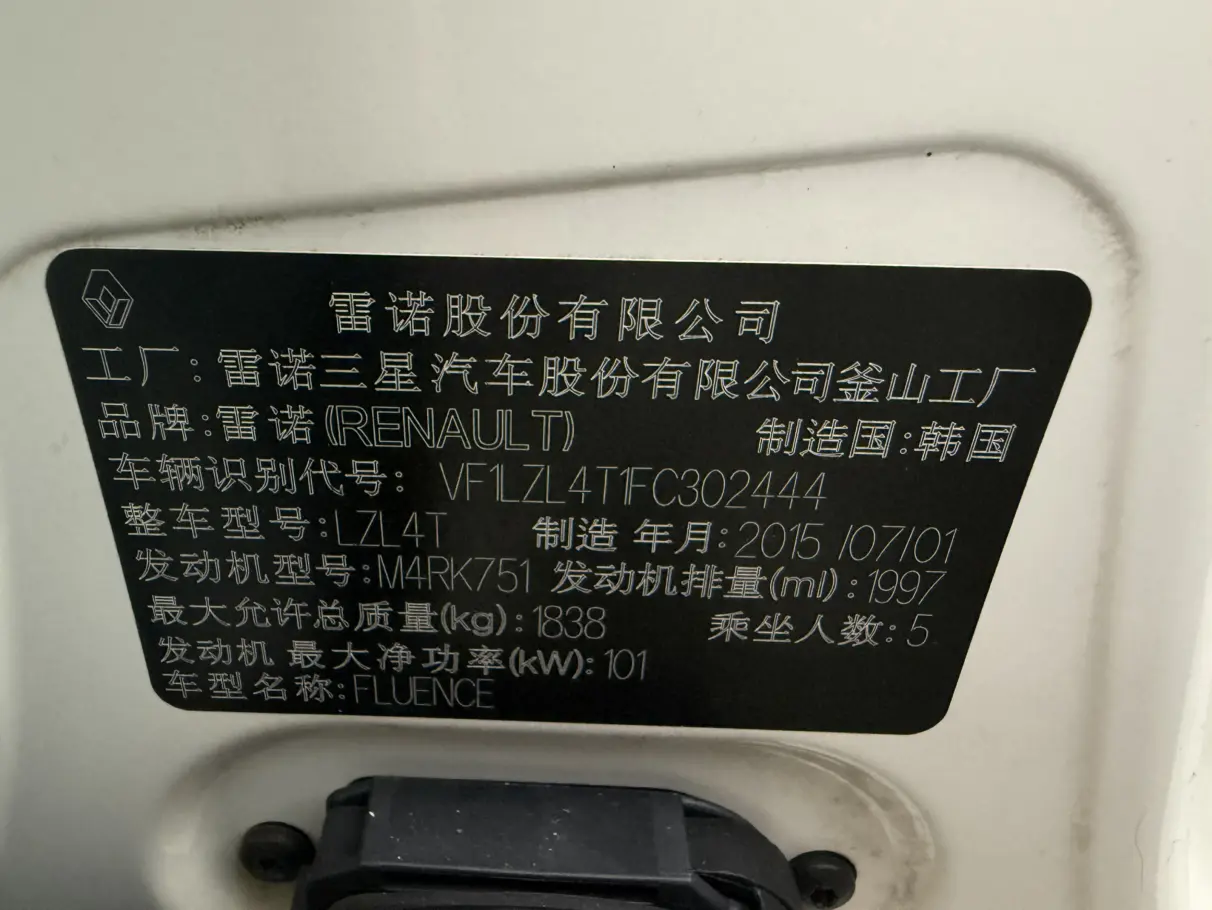 雷诺股份有限公司
工厂:雷诺三星汽车股份有限公司釜山工厂
品牌:雷诺(RENAULT) 制造国:韩国
车辆识别代号: VF1LZL4T1FC302444
整车型号:LZL4T 制造年月:2015/07/01
发动机型号:M4RK751 发动机排量(ml):1997
最大允许总质量(kg):1838 乘坐人数:5
发动机最大净功率(kW):101
车型名称:FLUENCE